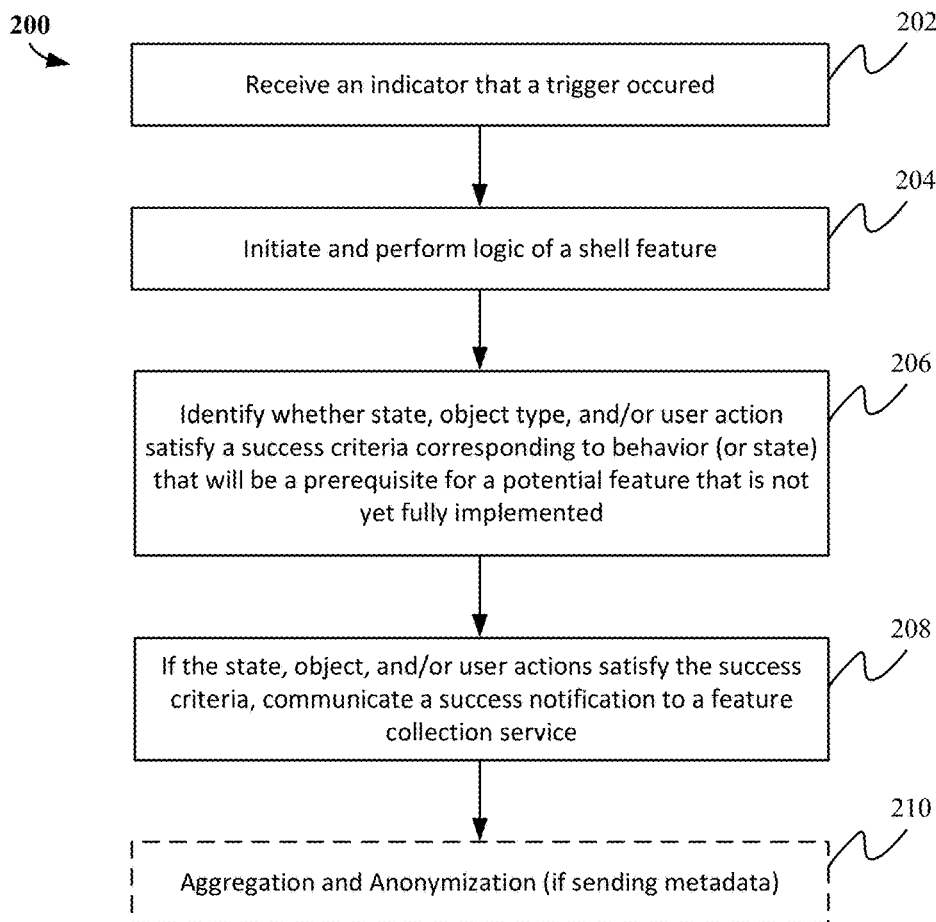 200
202
Receive an indicator that a trigger occured
204
Initiate and perform logic of a shell feature
206
Identify whether state, object type, and/or user action
satisfy a success criteria corresponding to behavior (or state)
that will be a prerequisite for a potential feature that is not
yet fully implemented
208
If the state, object, and/or user actions satisfy the success
criteria, communicate a success notification to a feature
collection service
210
Aggregation and Anonymization (if sending metadata)